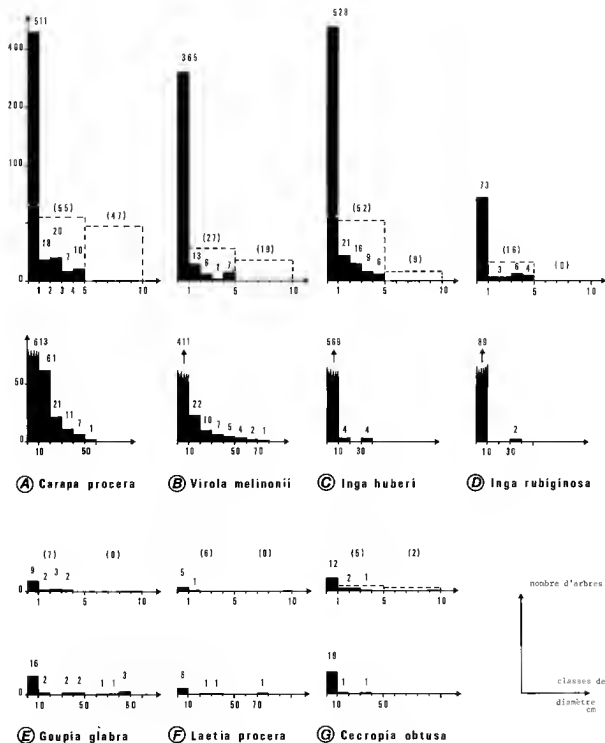 511 365 528
400
(55) (47) (27) (19) (52) (9) 73 (16) (0)
200
100
18 20 7 10 13 6 1 7 21 16 9 6 3 6 4
0
1 2 3 4 5 10 1 5 10 1 5 10 1 5 10
613 411 568 89
61 21 11 7 1 22 10 7 5 4 2 1 4 4 2
50
0
10 50 10 50 70 10 30 10 30
A Carapa procera B Virola melinonii C Inga huberi D Inga rubiginosa
(7) (0) (6) (0) (5) (2)
9 2 3 2 5 1 12 2 1
0
1 10 1 10 1 5 10
nombre d'arbres
16 2 2 2 1 1 3 1 1 1 19 1 1
0
10 50 90 10 50 70 10 50
classes de
diamètre
cm
E Goupia glabra F Laetia procera G Cecropia obtusa